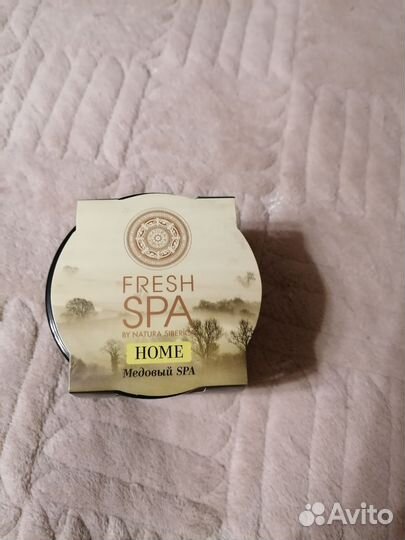 FRESH
SPA
BY NATURA SIBERICA
HOME
Медовый SPA
Avito